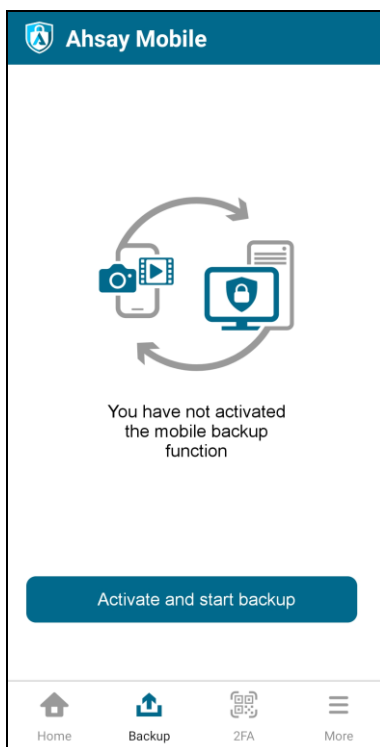 Ahsay Mobile
You have not activated
the mobile backup
function
Activate and start backup
Home
Backup
2FA
More